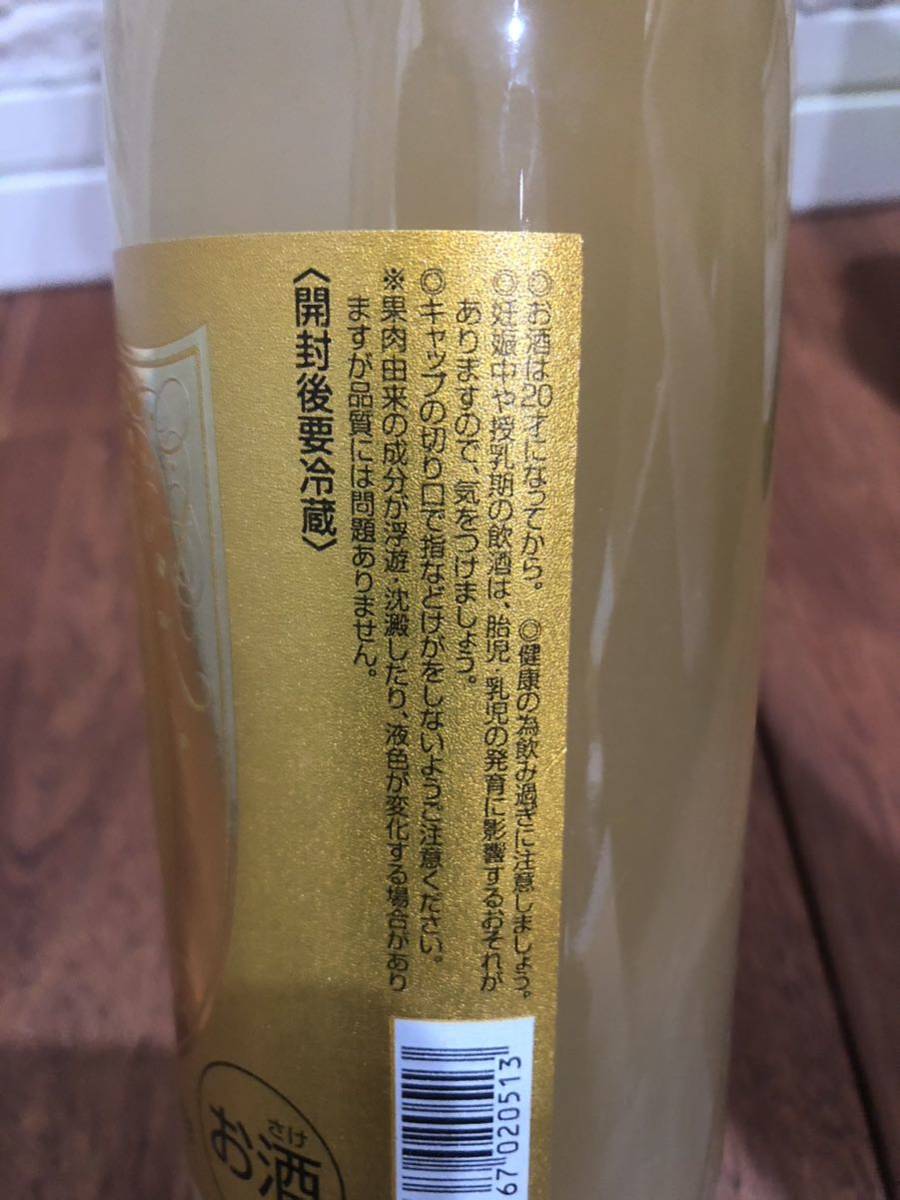 ◎お酒は20才になってから。　◎健康の為飲み過ぎに注意しましょう。
◎妊娠中や授乳期の飲酒は、胎児・乳児の発育に影響するおそれが
ありますので、気をつけましょう。
◎キャップの切り口で指などけがをしないようご注意ください。
※果肉由来の成分が浮遊・沈澱したり、液色が変化する場合があり
ますが品質には問題ありません。
〈開封後要冷蔵〉
67020513
さけ
お酒